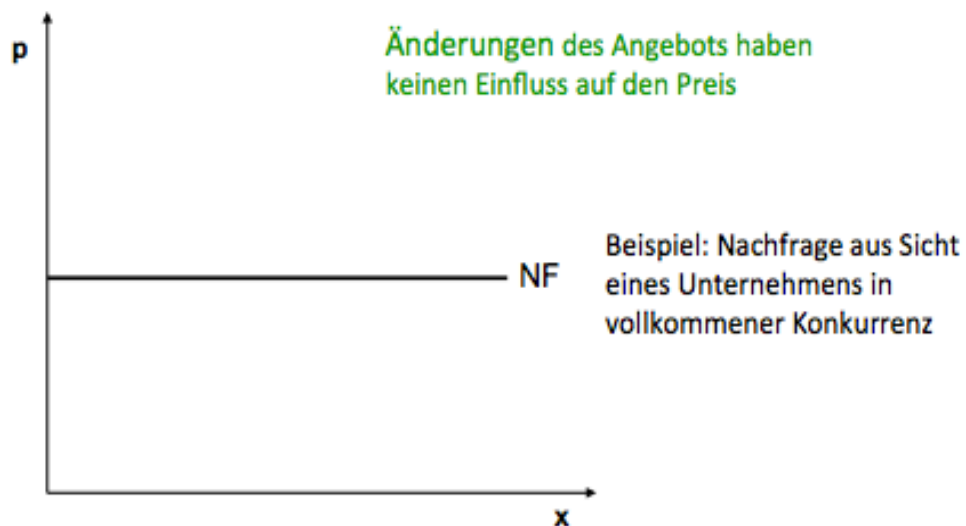 p
Änderungen des Angebots haben
keinen Einfluss auf den Preis
NF
Beispiel: Nachfrage aus Sicht
eines Unternehmens in
vollkommener Konkurrenz
x